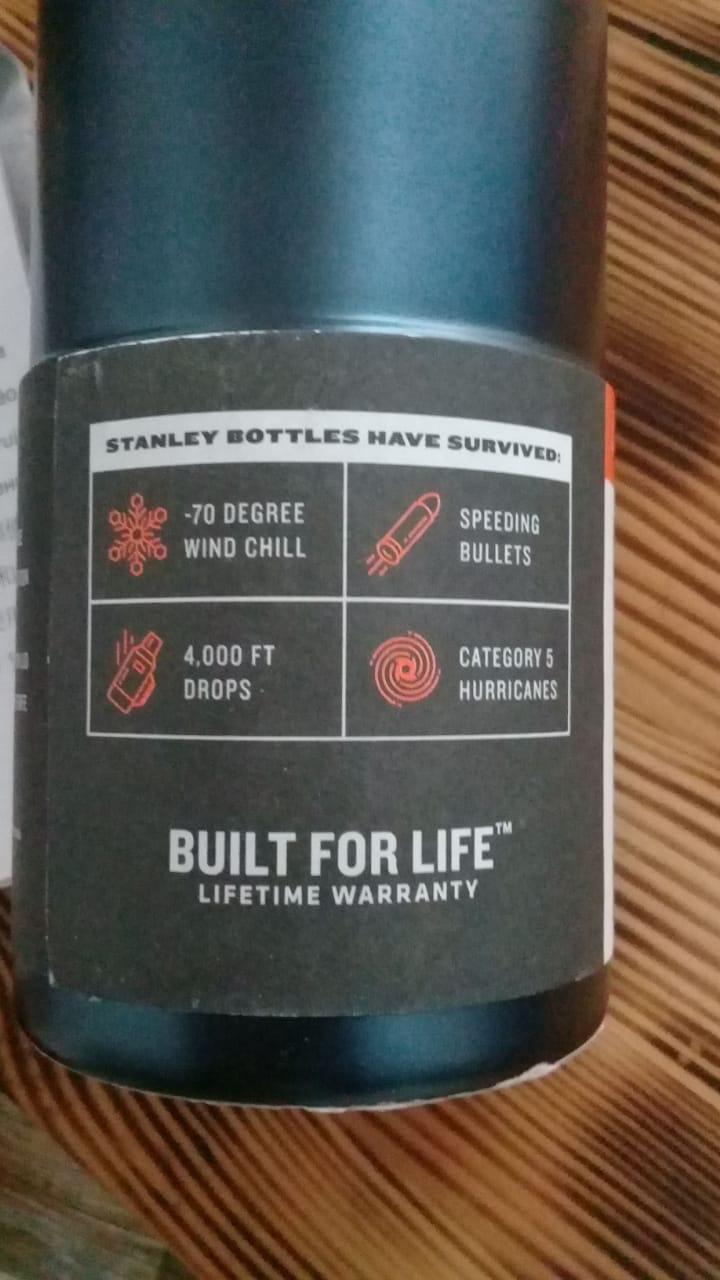 STANLEY BOTTLES HAVE SURVIVED:
-70 DEGREE
WIND CHILL
SPEEDING
BULLETS
4,000 FT
DROPS
CATEGORY 5
HURRICANES
BUILT FOR LIFE™
LIFETIME WARRANTY